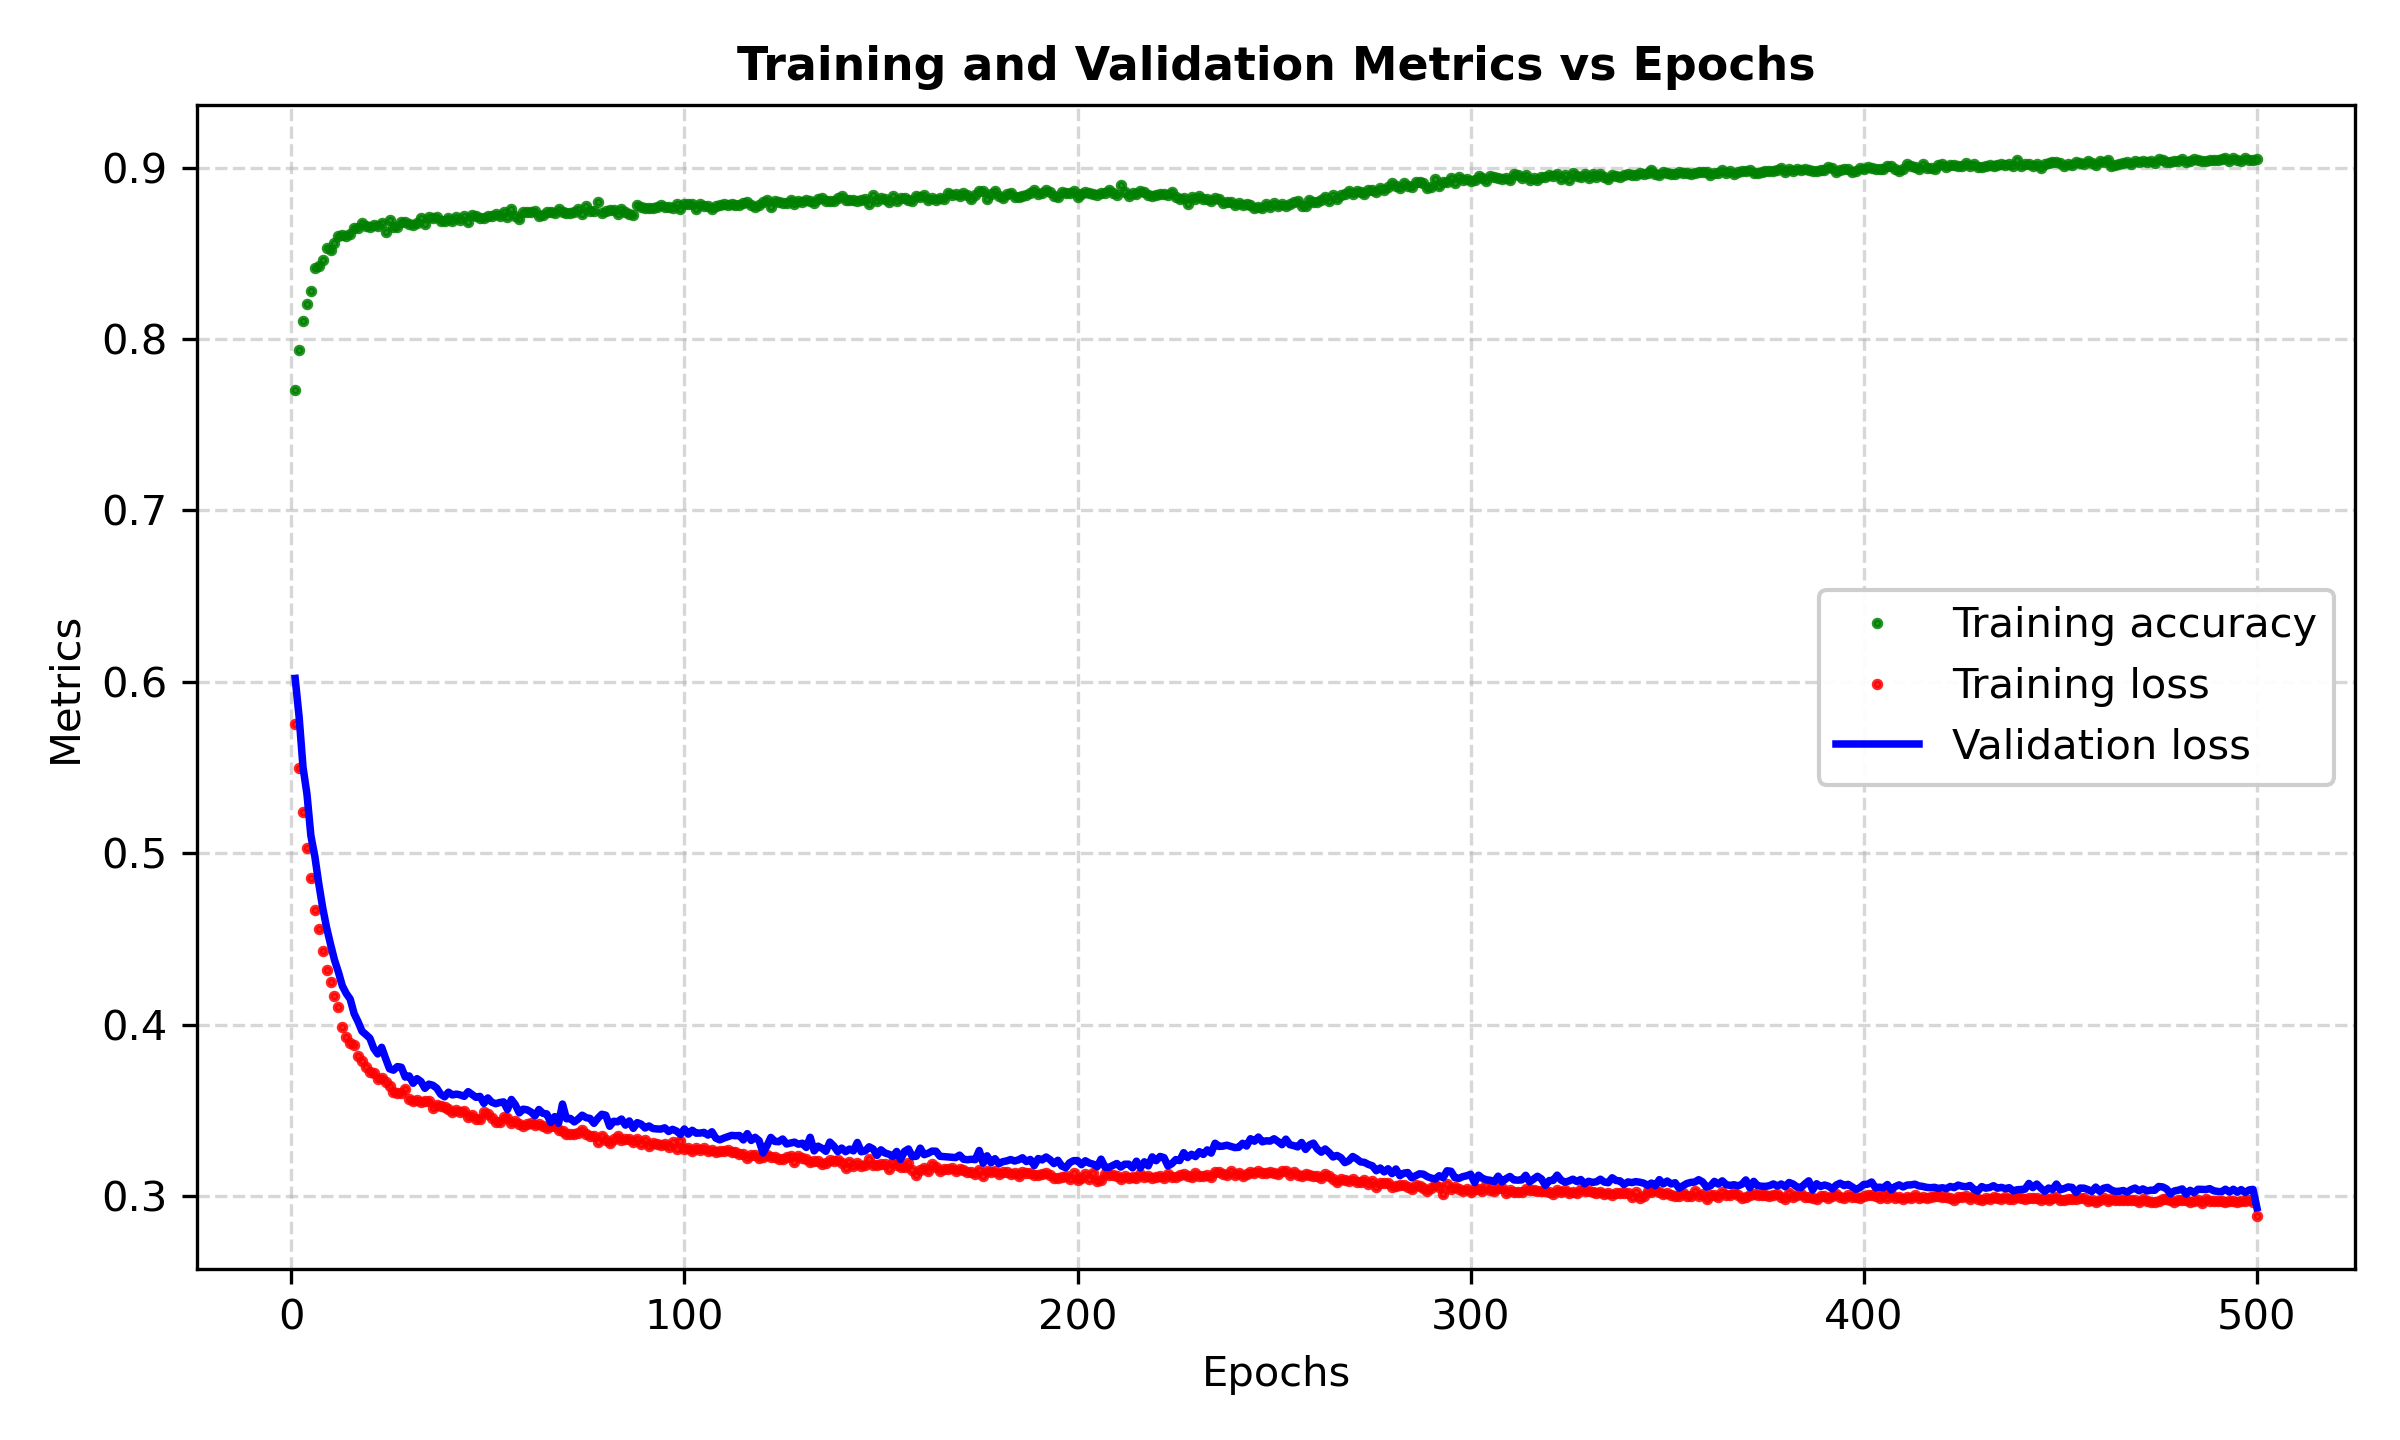 Training and Validation Metrics vs Epochs
0.9
0.8
0.7
0.6
0.5
0.4
0.3
Metrics
Training accuracy
Training loss
Validation loss
0 100 200 300 400 500
Epochs